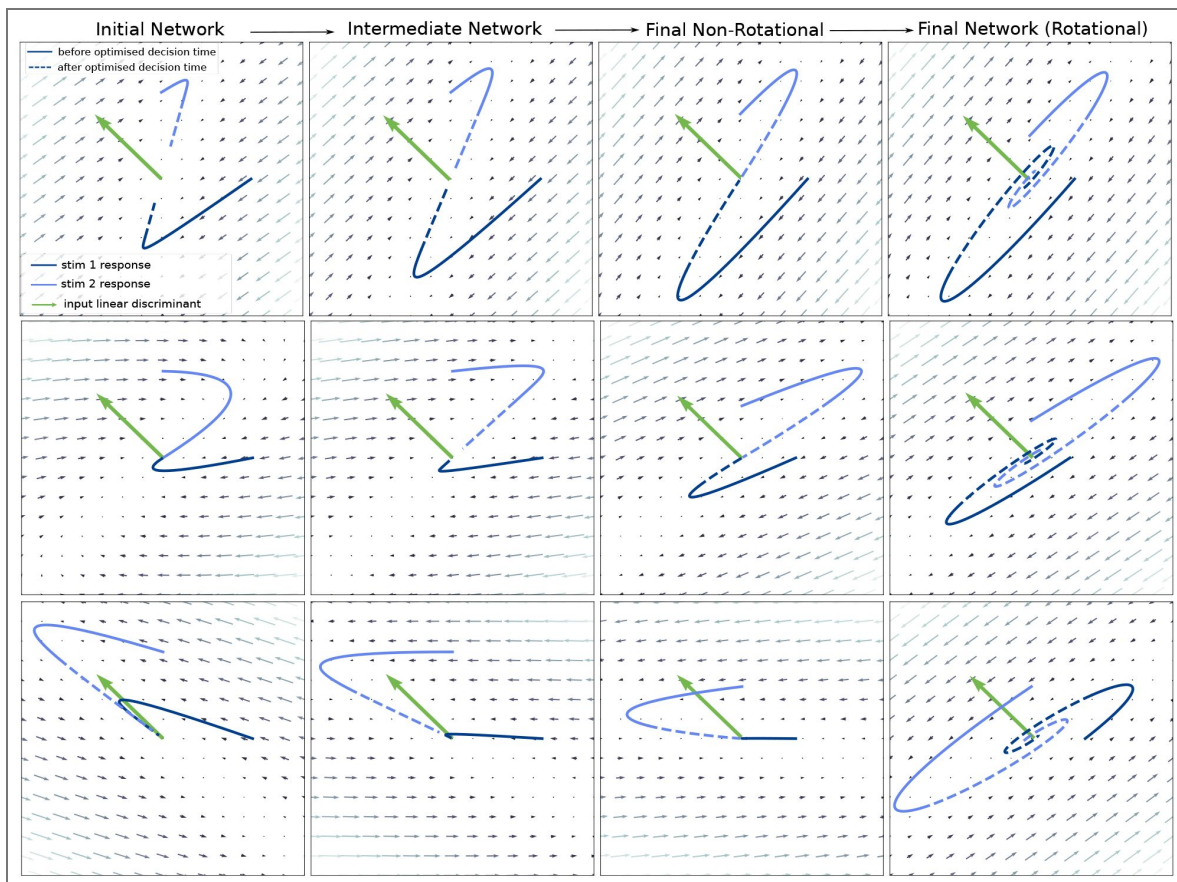 Initial Network
Intermediate Network
Final Non-Rotational
Final Network (Rotational)
before optimised decision time
after optimised decision time
stim 1 response
stim 2 response
input linear discriminant